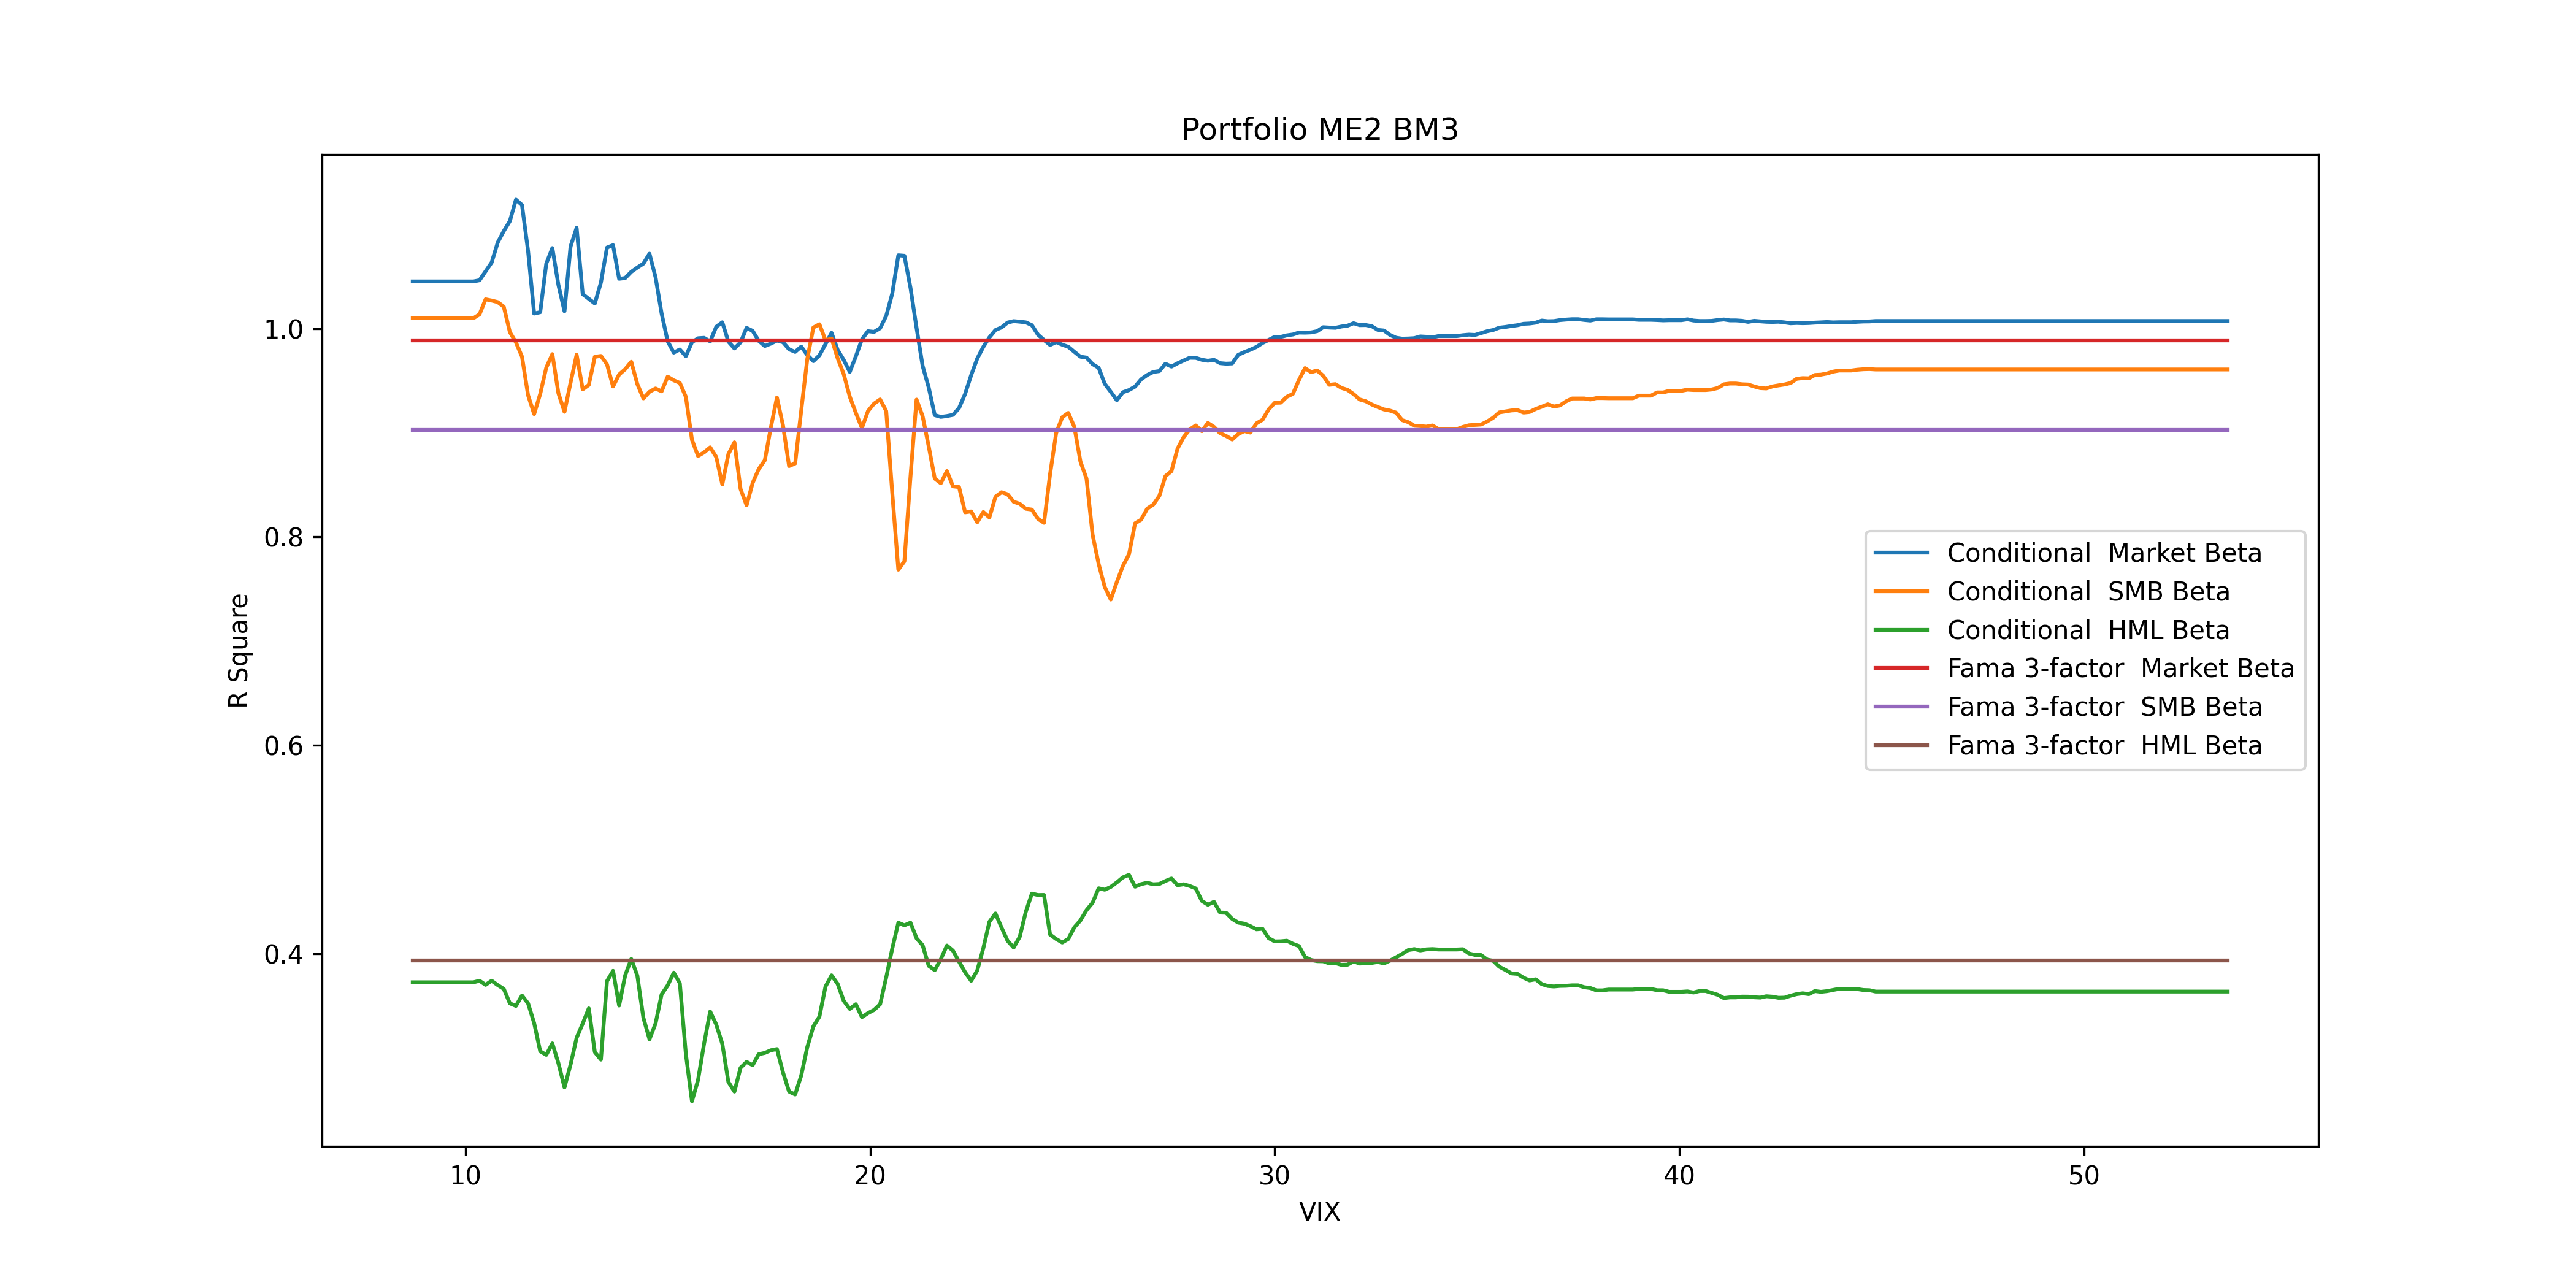 Portfolio ME2 BM3
R Square
1.0
0.8
0.6
0.4
Conditional  Market Beta
Conditional  SMB Beta
Conditional  HML Beta
Fama 3-factor  Market Beta
Fama 3-factor  SMB Beta
Fama 3-factor  HML Beta
10 20 30 40 50
VIX